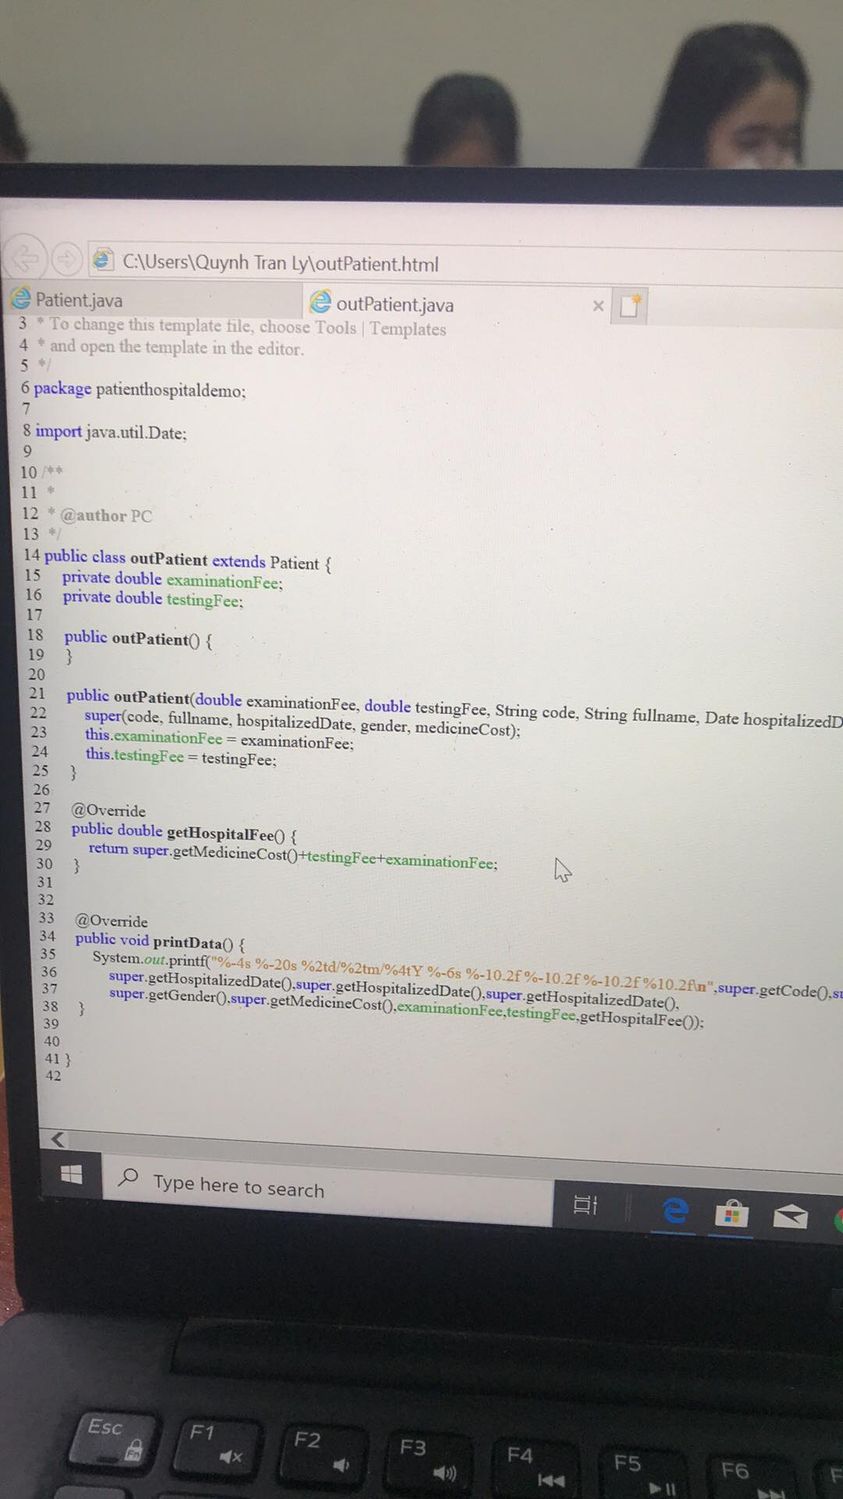 C:\Users\Quynh Tran Ly\outPatient.html
Patient.java
outPatient.java
3 * To change this template file, choose Tools | Templates
4 * and open the template in the editor.
5 */
6 package patienthospitaldemo;
7
8 import java.util.Date;
9
10 /**
11 *
12 * @author PC
13 */
14 public class outPatient extends Patient {
15 private double examinationFee;
16 private double testingFee;
17
18 public outPatient() {
19 }
20
21 public outPatient(double examinationFee, double testingFee, String code, String fullname, Date hospitalizedD
22 super(code, fullname, hospitalizedDate, gender, medicineCost);
23 this.examinationFee = examinationFee;
24 this.testingFee = testingFee;
25 }
26
27 @Override
28 public double getHospitalFee() {
29 return super.getMedicineCost()+testingFee+examinationFee;
30 }
31
32
33 @Override
34 public void printData() {
35 System.out.printf("%-4s %-20s %2td/%2tm/%4tY %-6s %-10.2f %-10.2f %-10.2f %10.2f\n",super.getCode(),su
36 super.getHospitalizedDate(),super.getHospitalizedDate(),super.getHospitalizedDate(),
37 super.getGender(),super.getMedicineCost(),examinationFee,testingFee,getHospitalFee());
38 }
39
40
41 }
42
Type here to search
Esc
Fn
F1
F2
F3
F4
F5
F6
F